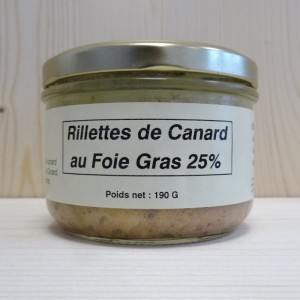 Rillettes de Canard
au Foie Gras 25%
Poids net : 190 G